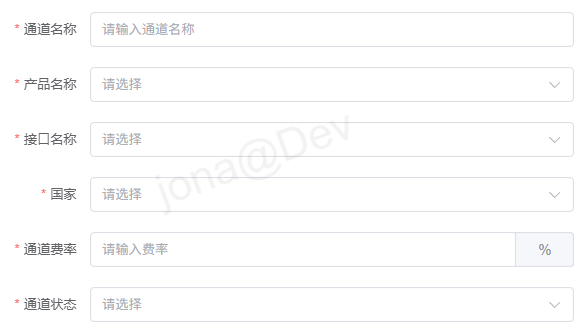 * 通道名称 请输入通道名称
* 产品名称 请选择
* 接口名称 请选择
jona@Dev
* 国家 请选择
* 通道费率 请输入费率 %
* 通道状态 请选择